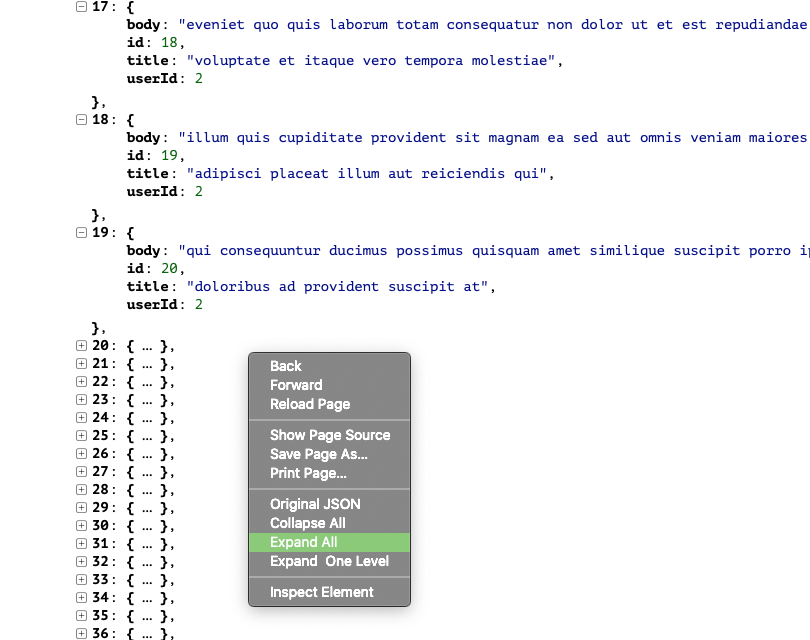 17: {
body: "eveniet quo quis laborum totam consequatur non dolor ut et est repudiandae
id: 18,
title: "voluptate et itaque vero tempora molestiae",
userId: 2
},
18: {
body: "illum quis cupiditate provident sit magnam ea sed aut omnis veniam maiores
id: 19,
title: "adipisci placeat illum aut reiciendis qui",
userId: 2
},
19: {
body: "qui consequuntur ducimus possimus quisquam amet similique suscipit porro
id: 20,
title: "doloribus ad provident suscipit at",
userId: 2
},
20: { … },
21: { … },
22: { … },
23: { … },
24: { … },
25: { … },
26: { … },
27: { … },
28: { … },
29: { … },
30: { … },
31: { … },
32: { … },
33: { … },
34: { … },
35: { … },
36: { … },
Back
Forward
Reload Page
Show Page Source
Save Page As...
Print Page...
Original JSON
Collapse All
Expand All
Expand  One Level
Inspect Element